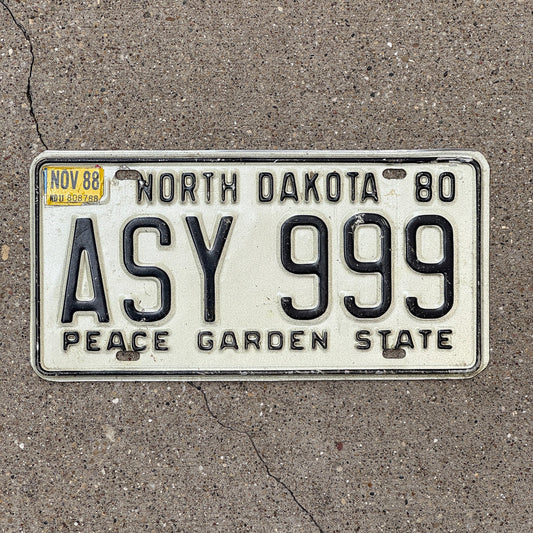 NOV 88
NORTH DAKOTA 80
ASY 999
PEACE GARDEN STATE